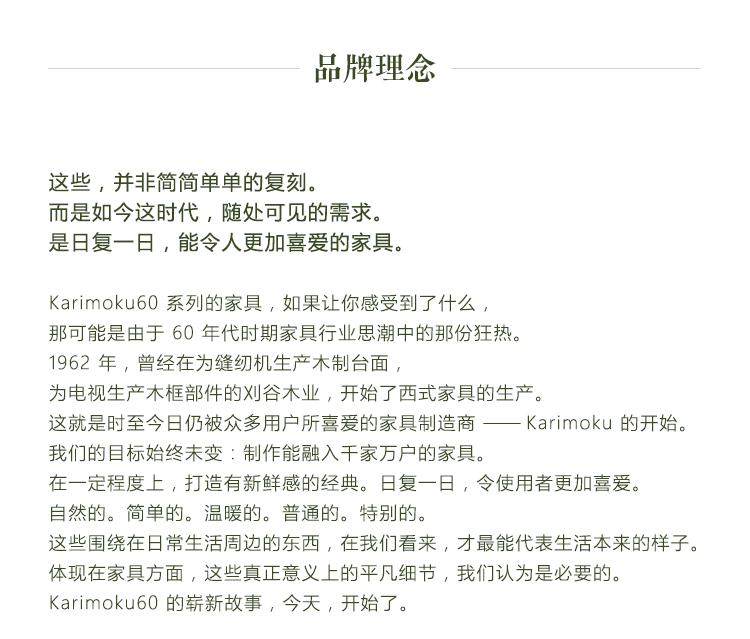 品牌理念
这些，并非简简单单的复刻。
而是如今这时代，随处可见的需求。
是日复一日，能令人更加喜爱的家具。
Karimoku60 系列的家具，如果让你感受到了什么，
那可能是由于 60 年代时期家具行业思潮中的那份狂热。
1962 年，曾经在为缝纫机生产木制台面，
为电视生产木框部件的刈谷木业，开始了西式家具的生产。
这就是时至今日仍被众多用户所喜爱的家具制造商 —— Karimoku 的开始。
我们的目标始终未变：制作能融入千家万户的家具。
在一定程度上，打造有新鲜感的经典。日复一日，令使用者更加喜爱。
自然的。简单的。温暖的。普通的。特别的。
这些围绕在日常生活周边的东西，在我们看来，才最能代表生活本来的样子。
体现在家具方面，这些真正意义上的平凡细节，我们认为是必要的。
Karimoku60 的崭新故事，今天，开始了。